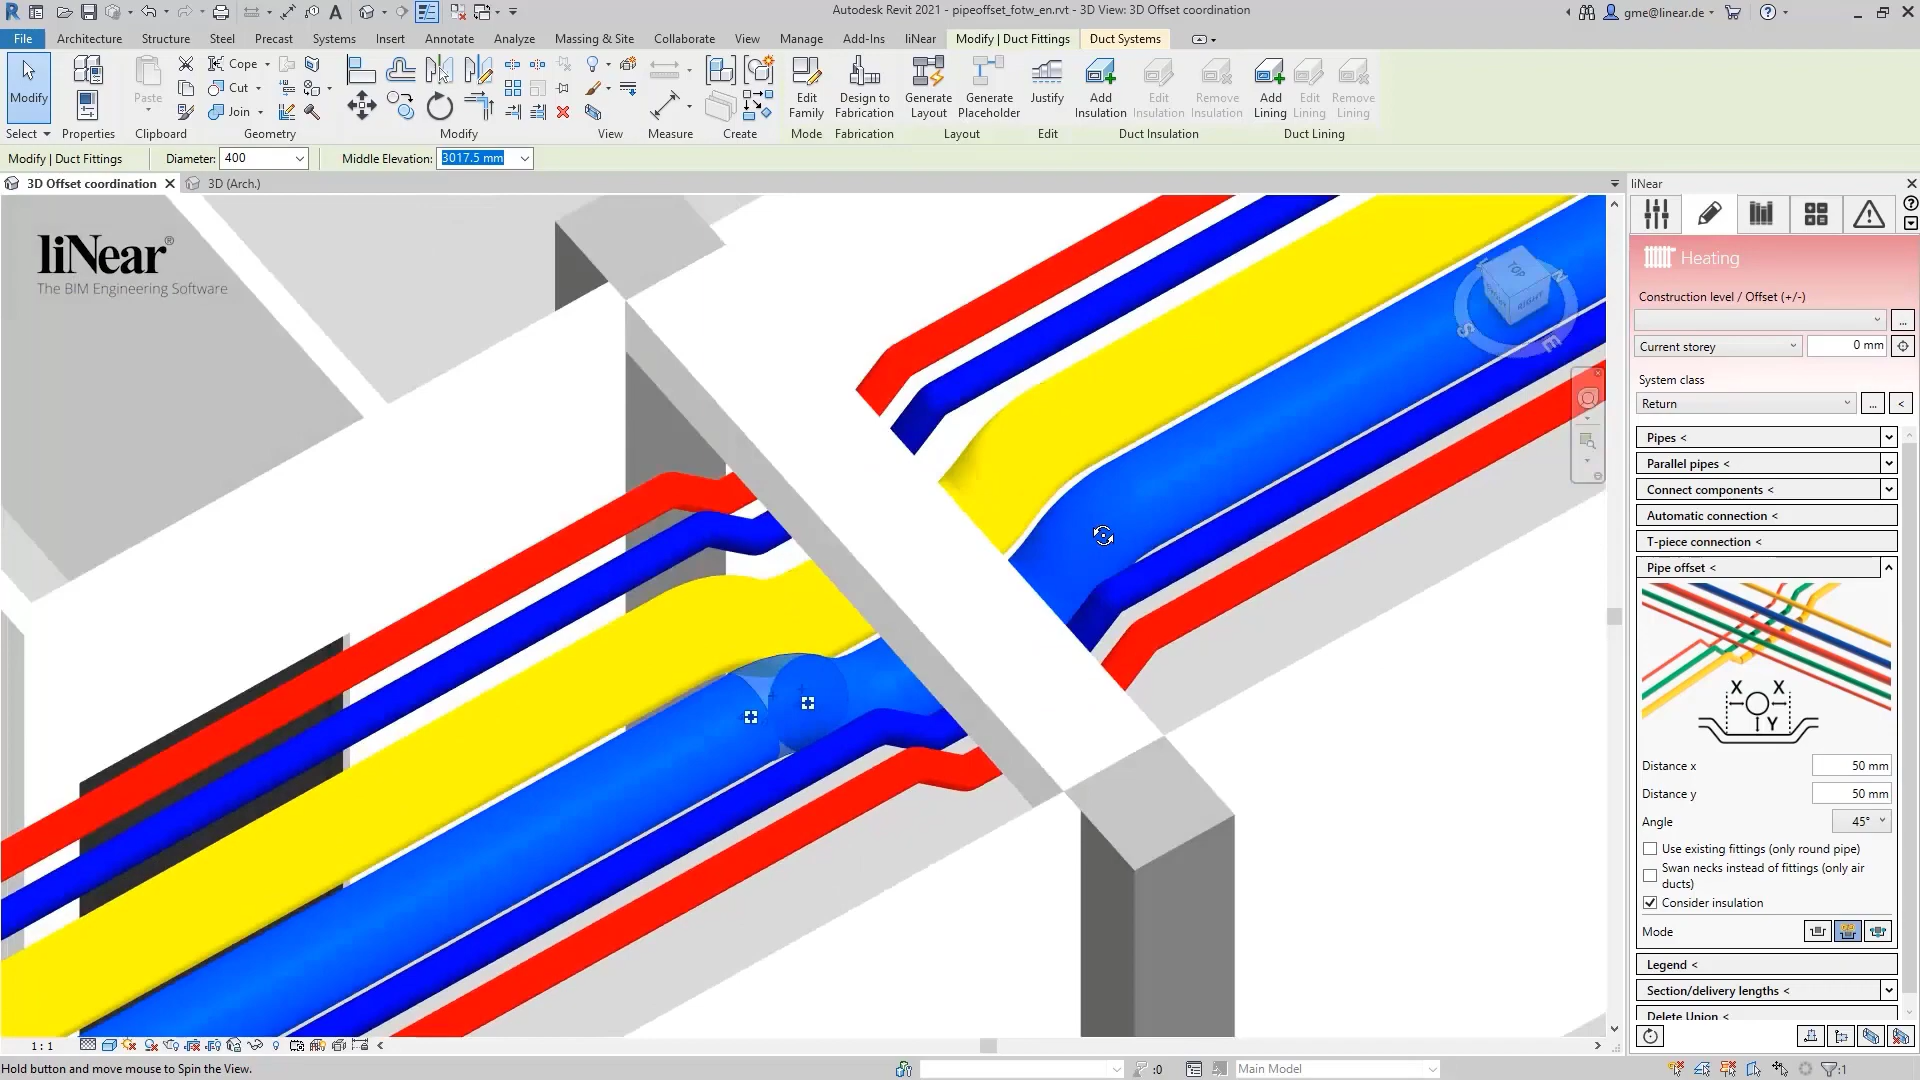 Autodesk Revit 2021 - pipeoffset_fotw_en.rvt - 3D View: 3D Offset coordination
gme@linear.de
File Architecture Structure Steel Precast Systems Insert Annotate Analyze Massing & Site Collaborate View Manage Add-Ins liNear Modify | Duct Fittings Duct Systems
Cope
Cut
Join
Modify
Paste
Edit Family
Design to Fabrication
Generate Layout
Generate Placeholder
Justify
Add Insulation
Edit Insulation
Remove Insulation
Add Lining
Edit Lining
Remove Lining
Select Properties Clipboard Geometry Modify View Measure Create Mode Fabrication Layout Edit Duct Insulation Duct Lining
Modify | Duct Fittings Diameter: 400 Middle Elevation: 3017.5 mm
3D Offset coordination 3D (Arch.)
liNear®
The BIM Engineering Software
TOP
RIGHT
N
S
E
liNear
Heating
Construction level / Offset (+/-)
...
Current storey 0 mm
System class
Return ... <
Pipes <
Parallel pipes <
Connect components <
Automatic connection <
T-piece connection <
Pipe offset <
X X
Y
Distance x 50 mm
Distance y 50 mm
Angle 45°
Use existing fittings (only round pipe)
Swan necks instead of fittings (only air
ducts)
Consider insulation
Mode
Legend <
Section/delivery lengths <
Delete Union <
1 : 1
Hold button and move mouse to Spin the View.
:0
Main Model
:1